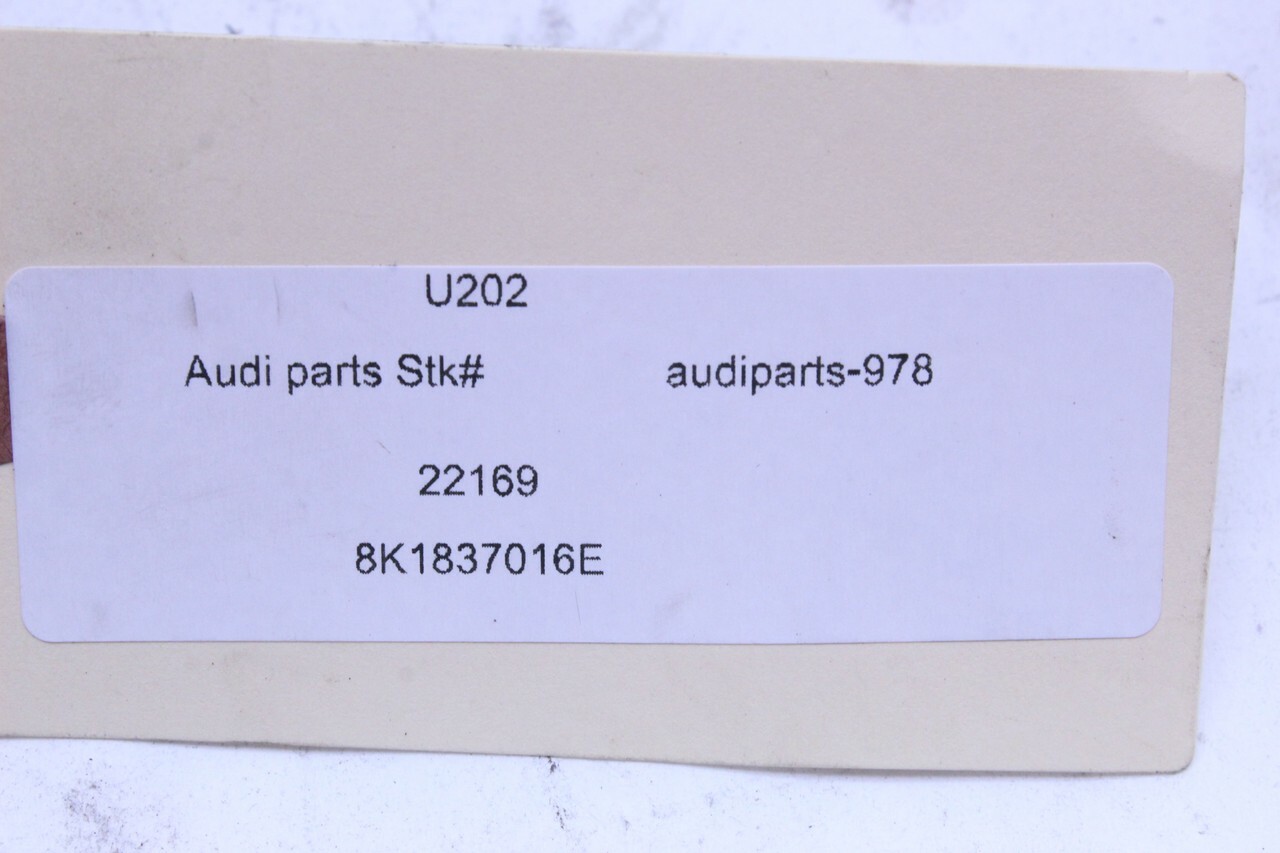 U202
Audi parts Stk# audiparts-978
22169
8K1837016E